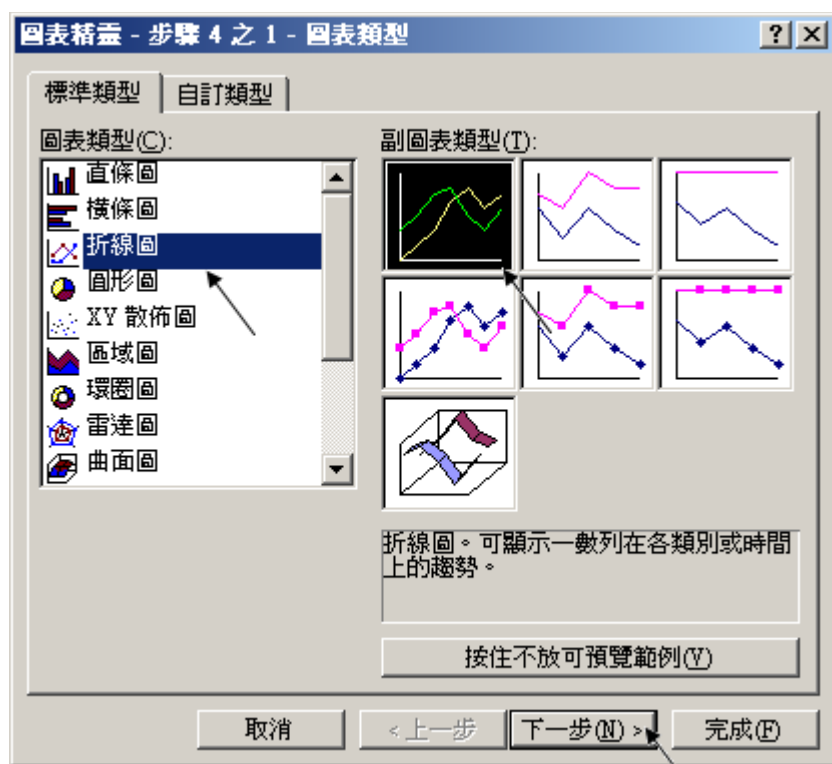 圖表精靈 - 步驟 4 之 1 - 圖表類型
標準類型
自訂類型
圖表類型(C):
直條圖
橫條圖
折線圖
圓形圖
XY 散佈圖
區域圖
環圈圖
雷達圖
曲面圖
副圖表類型(T):
折線圖。可顯示一數列在各類別或時間
上的趨勢。
按住不放可預覽範例(V)
取消
<上一步
下一步(N) >
完成(F)